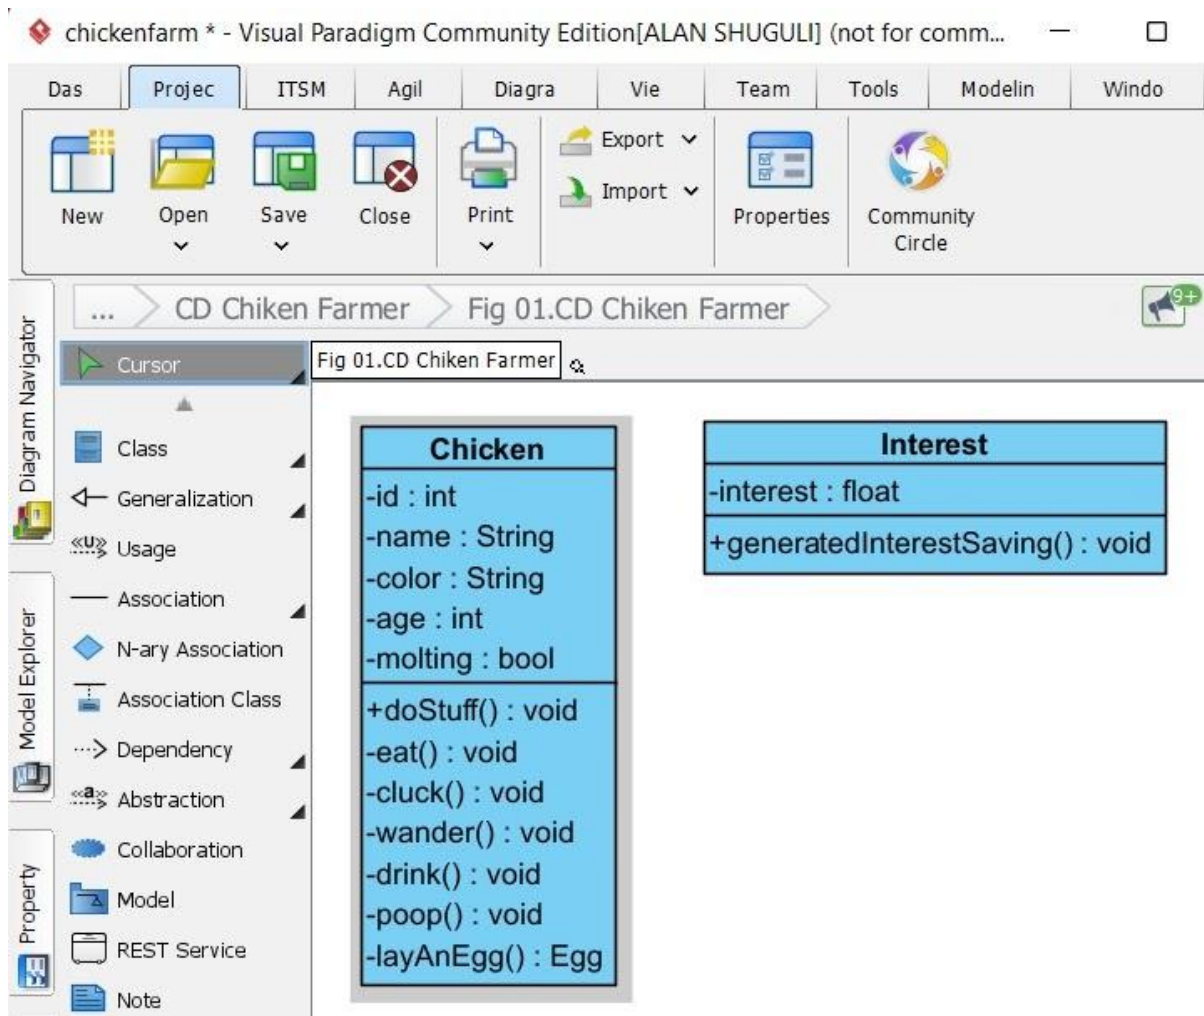 chickenfarm * - Visual Paradigm Community Edition[ALAN SHUGULI] (not for comm...
Das Projec ITSM Agil Diagra Vie Team Tools Modelin Windo
New Open Save Close Print Export Import Properties Community Circle
... CD Chiken Farmer Fig 01.CD Chiken Farmer
9+
Diagram Navigator
Model Explorer
Property
Cursor
Class
Generalization
«U» Usage
Association
N-ary Association
Association Class
Dependency
«a» Abstraction
Collaboration
Model
REST Service
Note
Fig 01.CD Chiken Farmer
Chicken
-id : int
-name : String
-color : String
-age : int
-molting : bool
+doStuff() : void
-eat() : void
-cluck() : void
-wander() : void
-drink() : void
-poop() : void
-layAnEgg() : Egg
Interest
-interest : float
+generatedInterestSaving() : void